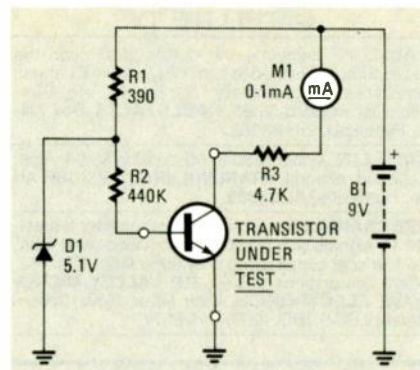 R1
390
M1
0-1mA
mA
R2
440K
R3
4.7K
B1
9V
+
D1
5.1V
TRANSISTOR
UNDER
TEST